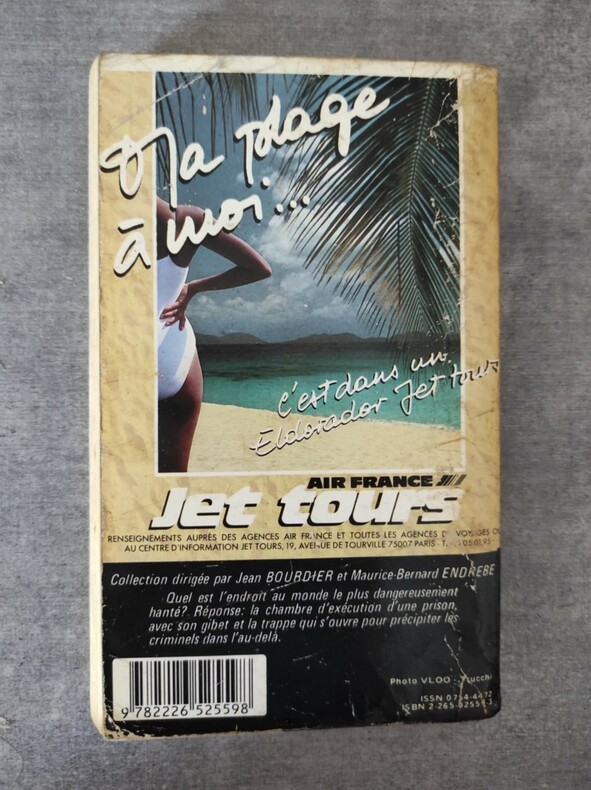 Ma plage
à moi...
c'est dans un
Eldorador Jet tours
AIR FRANCE
Jet tours
RENSEIGNEMENTS AUPRÈS DES AGENCES AIR FRANCE ET TOUTES LES AGENCES DE VOYAGES OU
AU CENTRE D'INFORMATION JET TOURS, 19, AVENUE DE TOURVILLE 75007 PARIS - T.
Collection dirigée par Jean BOURDIER et Maurice-Bernard ENDRÈBE
Quel est l'endroit au monde le plus dangereusement
hanté? Réponse: la chambre d'exécution d'une prison,
avec son gibet et la trappe qui s'ouvre pour précipiter les
criminels dans l'au-delà.
Photo VLOO -
ISSN 0764-4472
ISBN
9 782226 525598